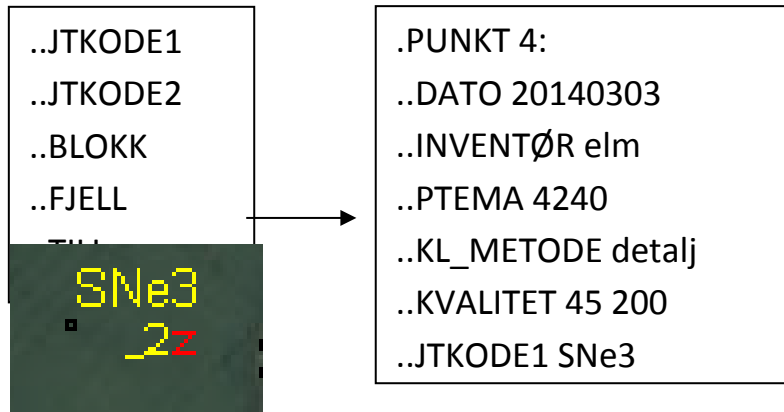 ..JTKODE1
..JTKODE2
..BLOKK
..FJELL
SNe3
_2z
.PUNKT 4:
..DATO 20140303
..INVENTØR elm
..PTEMA 4240
..KL_METODE detalj
..KVALITET 45 200
..JTKODE1 SNe3